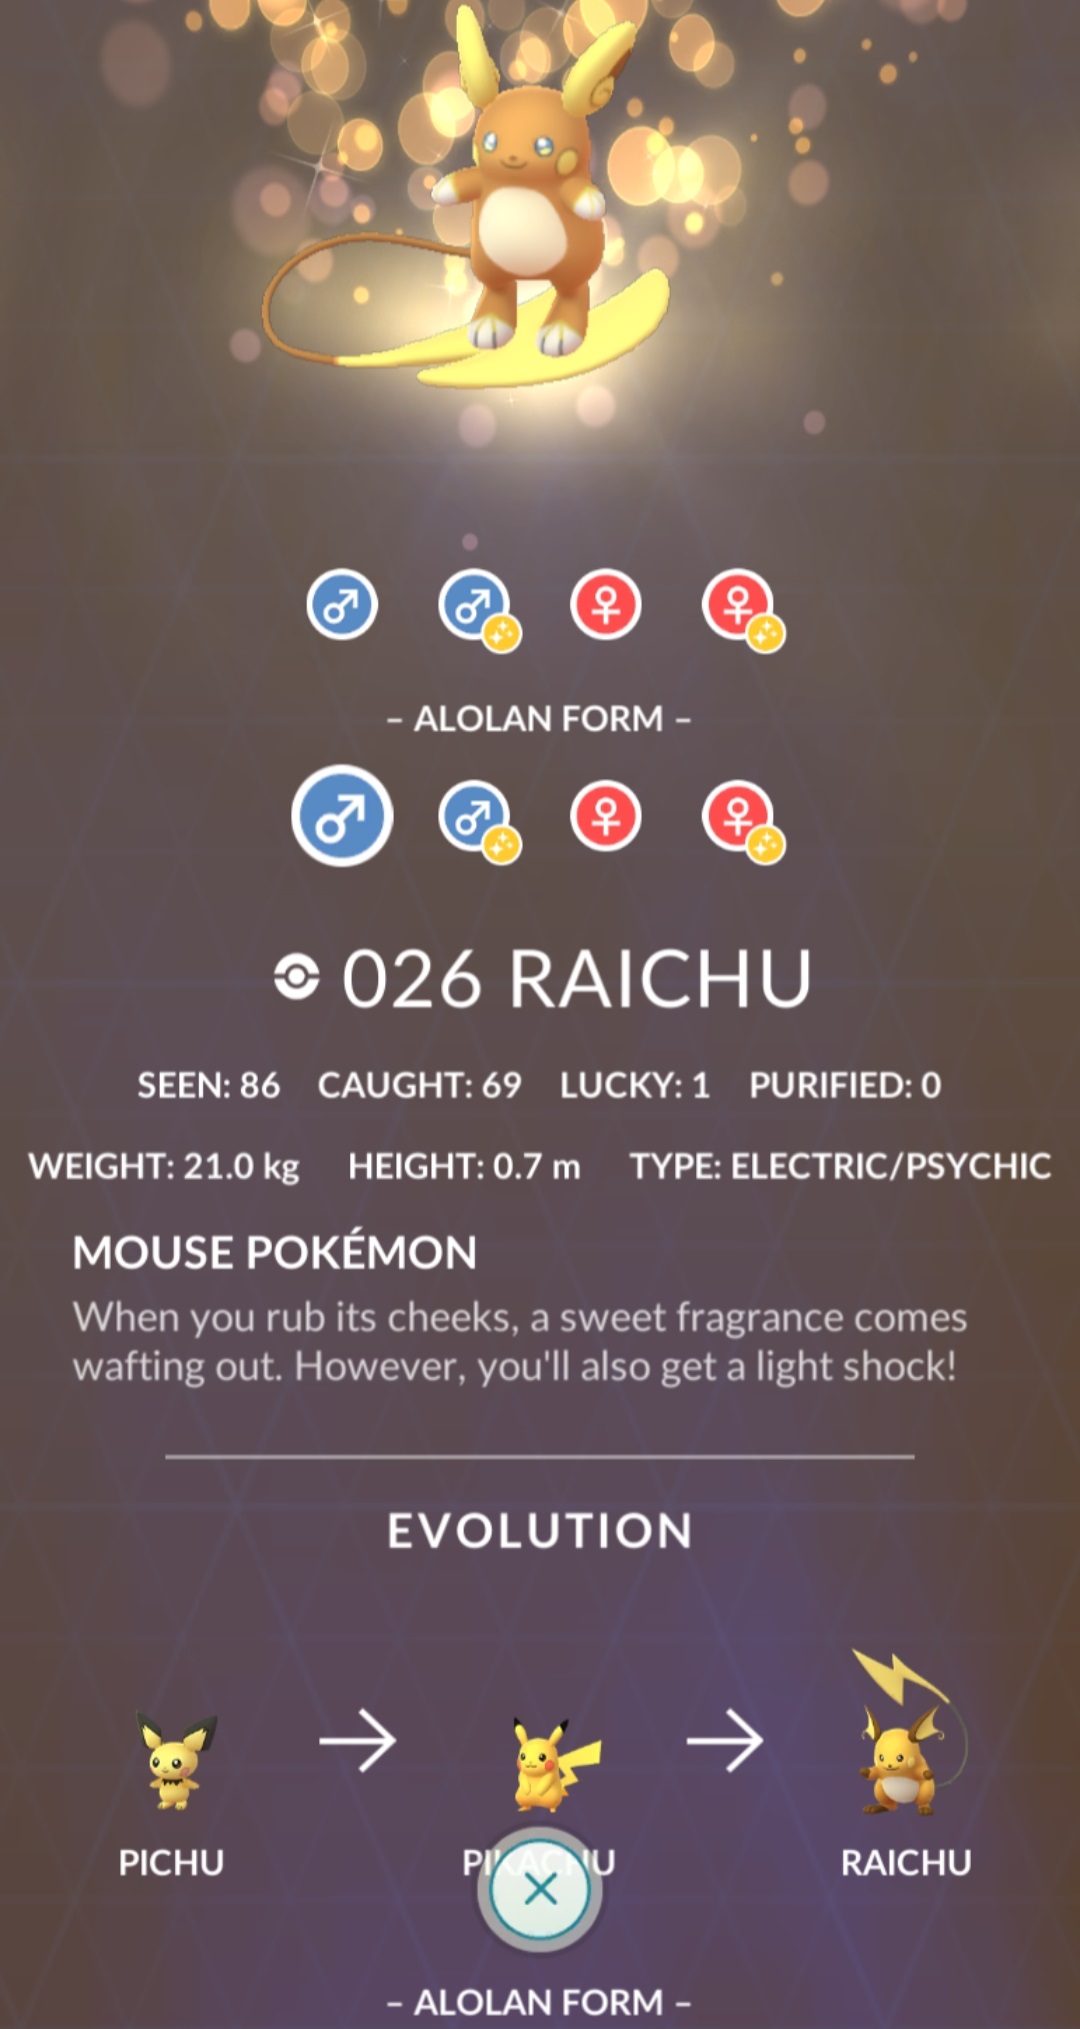 – ALOLAN FORM –
026 RAICHU
SEEN: 86 CAUGHT: 69 LUCKY: 1 PURIFIED: 0
WEIGHT: 21.0 kg HEIGHT: 0.7 m TYPE: ELECTRIC/PSYCHIC
MOUSE POKÉMON
When you rub its cheeks, a sweet fragrance comes
wafting out. However, you'll also get a light shock!
EVOLUTION
PICHU PIKACHU RAICHU
– ALOLAN FORM –